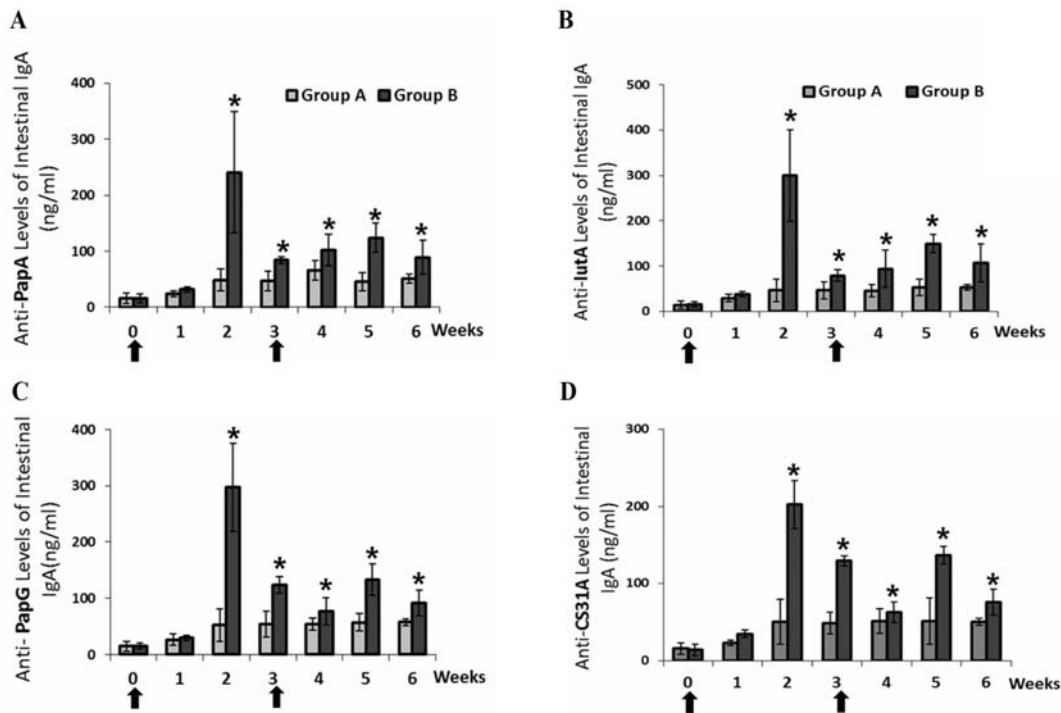 A
Anti-PapA Levels of Intestinal IgA
(ng/ml)
400
300
200
100
0
Group A Group B
*
*
*
*
*
0 1 2 3 4 5 6 Weeks
B
Anti-IutA Levels of Intestinal IgA
(ng/ml)
500
400
300
200
100
0
Group A Group B
*
*
*
*
*
0 1 2 3 4 5 6 Weeks
C
Anti- PapG Levels of Intestinal
IgA(ng/ml)
400
300
200
100
0
*
*
*
*
*
0 1 2 3 4 5 6 Weeks
D
Anti-CS31A Levels of Intestinal
IgA (ng/ml)
300
200
100
0
*
*
*
*
*
0 1 2 3 4 5 6 Weeks